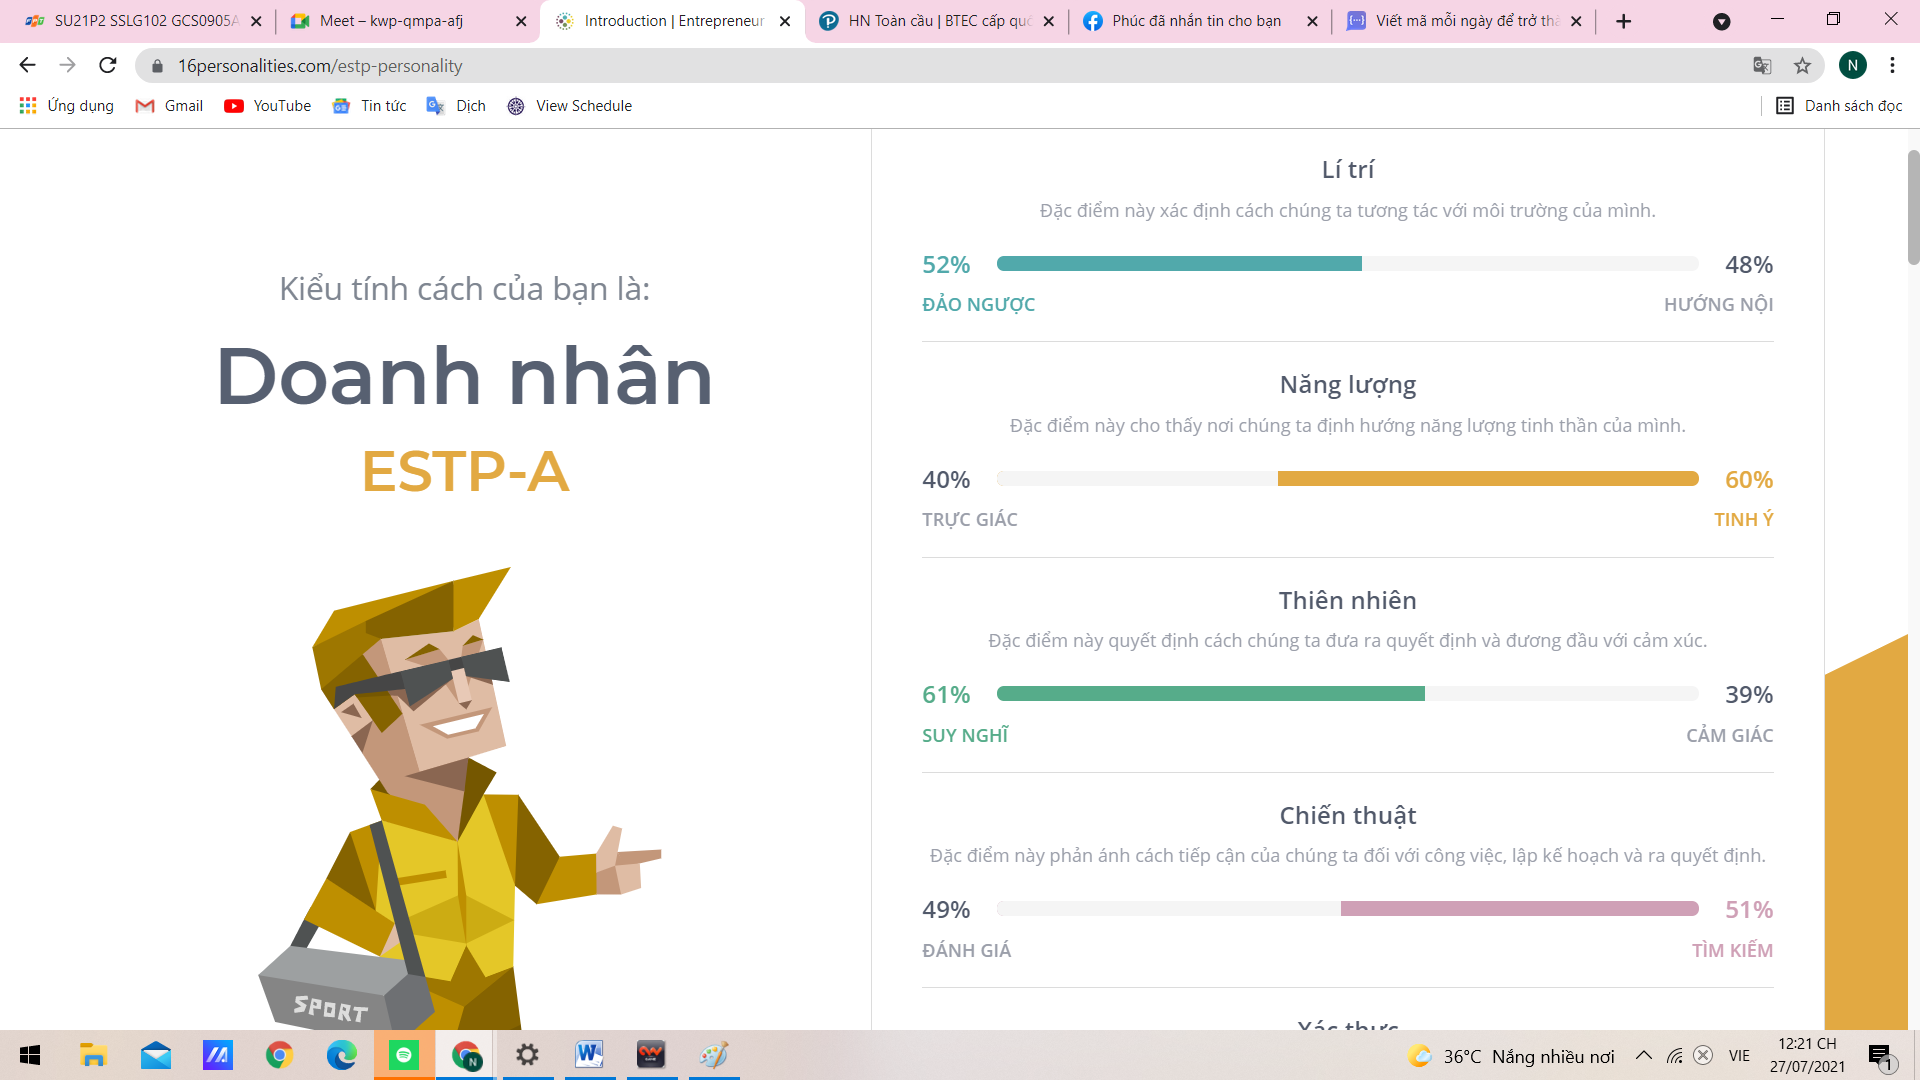 SU21P2 SSLG102 GCS0905A
Meet – kwp-qmpa-afj
Introduction | Entrepreneur
HN Toàn cầu | BTEC cấp quố
Phúc đã nhắn tin cho bạn
Viết mã mỗi ngày để trở thà
16personalities.com/estp-personality
N
Ứng dụng
Gmail
YouTube
Tin tức
Dịch
View Schedule
Danh sách đọc
Kiểu tính cách của bạn là:
Doanh nhân
ESTP-A
SPORT
Lí trí
Đặc điểm này xác định cách chúng ta tương tác với môi trường của mình.
52% 48%
ĐẢO NGƯỢC HƯỚNG NỘI
Năng lượng
Đặc điểm này cho thấy nơi chúng ta định hướng năng lượng tinh thần của mình.
40% 60%
TRỰC GIÁC TINH Ý
Thiên nhiên
Đặc điểm này quyết định cách chúng ta đưa ra quyết định và đương đầu với cảm xúc.
61% 39%
SUY NGHĨ CẢM GIÁC
Chiến thuật
Đặc điểm này phản ánh cách tiếp cận của chúng ta đối với công việc, lập kế hoạch và ra quyết định.
49% 51%
ĐÁNH GIÁ TÌM KIẾM
Xác thực
36°C Nắng nhiều nơi
VIE
12:21 CH
27/07/2021
1